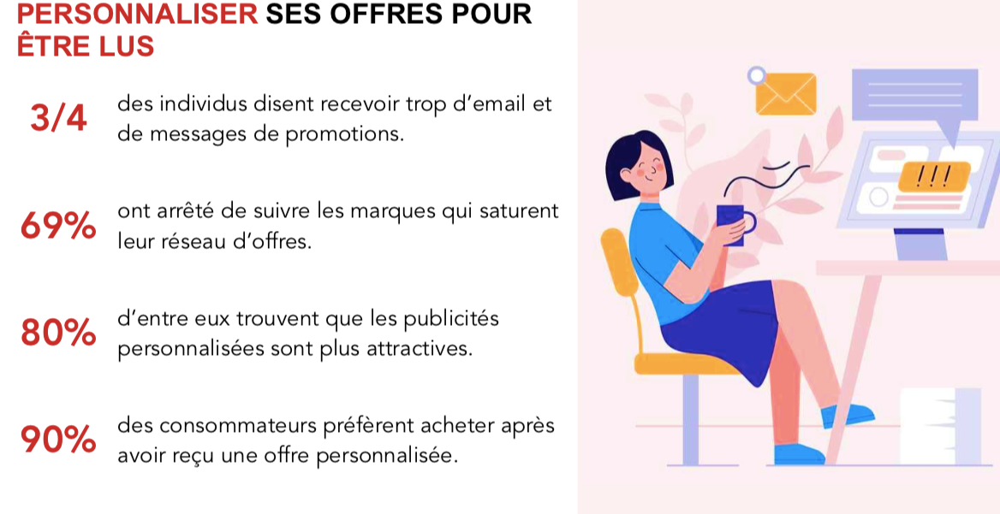 PERSONNALISER SES OFFRES POUR
ÊTRE LUS
3/4
des individus disent recevoir trop d’email et
de messages de promotions.
69%
ont arrêté de suivre les marques qui saturent
leur réseau d’offres.
80%
d’entre eux trouvent que les publicités
personnalisées sont plus attractives.
90%
des consommateurs préfèrent acheter après
avoir reçu une offre personnalisée.
!!!